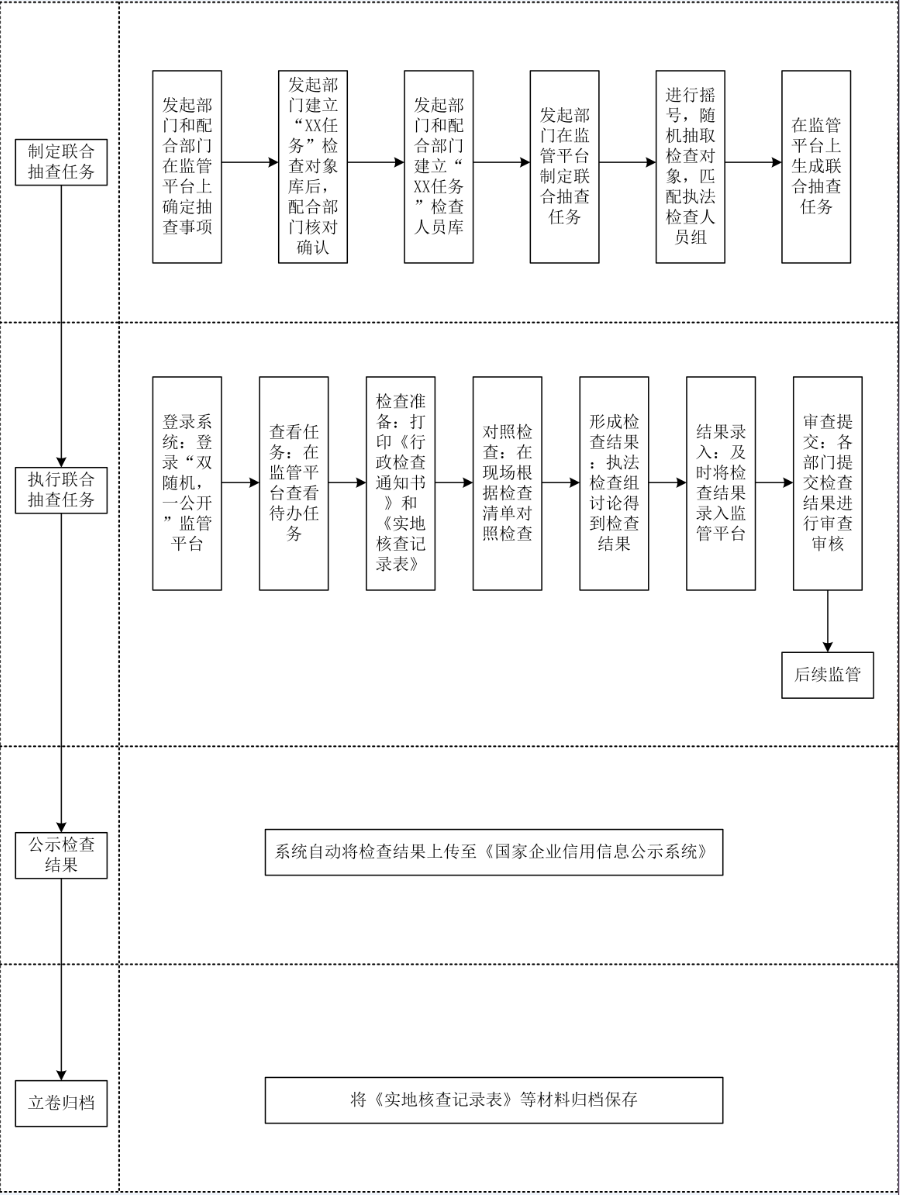 制定联合
抽查任务
发起部
门和配
合部门
在监管
平台上
确定抽
查事项
发起部
门建立
“XX任
务”检
查对象
库后，
配合部
门核对
确认
发起部
门和配
合部门
建立“
XX任务
”检查
人员库
发起部
门在监
管平台
制定联
合抽查
任务
进行摇
号，随
机抽取
检查对
象，匹
配执法
检查人
员组
在监管
平台上
生成联
合抽查
任务
执行联合
抽查任务
登录系
统：登
录“双
随机，
一公开
”监管
平台
查看任
务：在
监管平
台查看
待办任
务
检查准
备：打
印《行
政检查
通知书
》和
《实地
核查记
录表》
对照检
查：在
现场根
据检查
清单对
照检查
形成检
查结果
：执法
检查组
讨论得
到检查
结果
结果录
入：及
时将检
查结果
录入监
管平台
审查提
交：各
部门提
交检查
结果进
行审查
审核
后续监管
公示检查
结果
系统自动将检查结果上传至《国家企业信用信息公示系统》
立卷归档
将《实地核查记录表》等材料归档保存